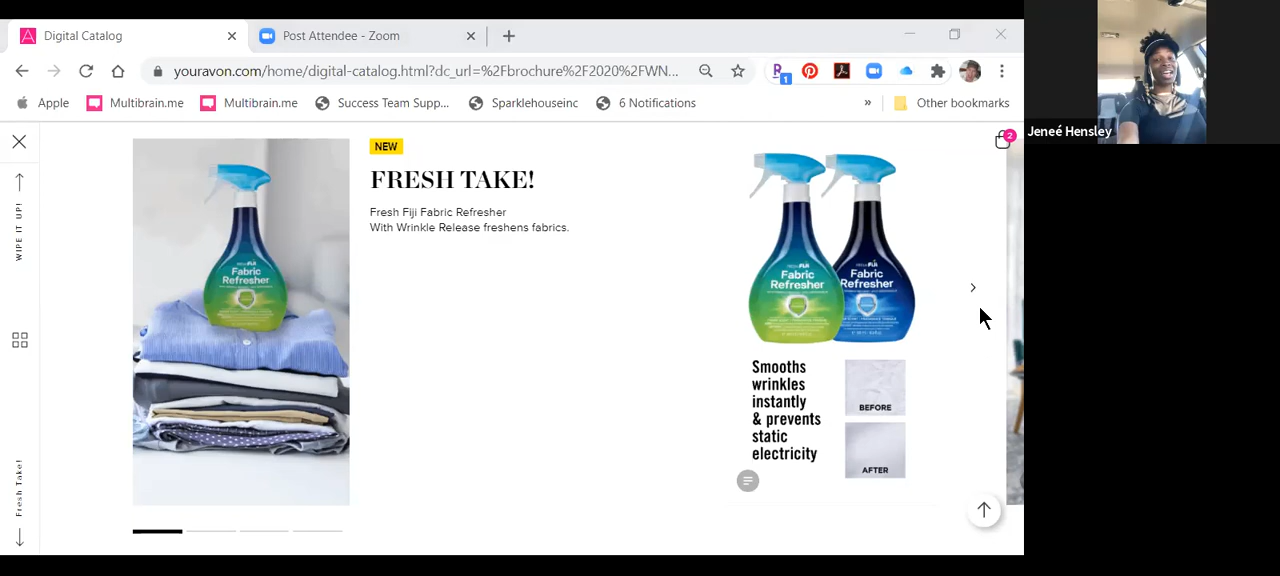 Digital Catalog
Post Attendee - Zoom
youravon.com/home/digital-catalog.html?dc_url=%2Fbrochure%2F2020%2FWN...
1
Apple
Multibrain.me
Multibrain.me
Success Team Supp...
Sparklehouseinc
6 Notifications
»
Other bookmarks
Jeneé Hensley
2
WIPE IT UP!
Fresh Take!
NEW
FRESH TAKE!
Fresh Fiji Fabric Refresher
With Wrinkle Release freshens fabrics.
Fabric
Refresher
Fabric
Refresher
Fabric
Refresher
Smooths
wrinkles
instantly
& prevents
static
electricity
BEFORE
AFTER